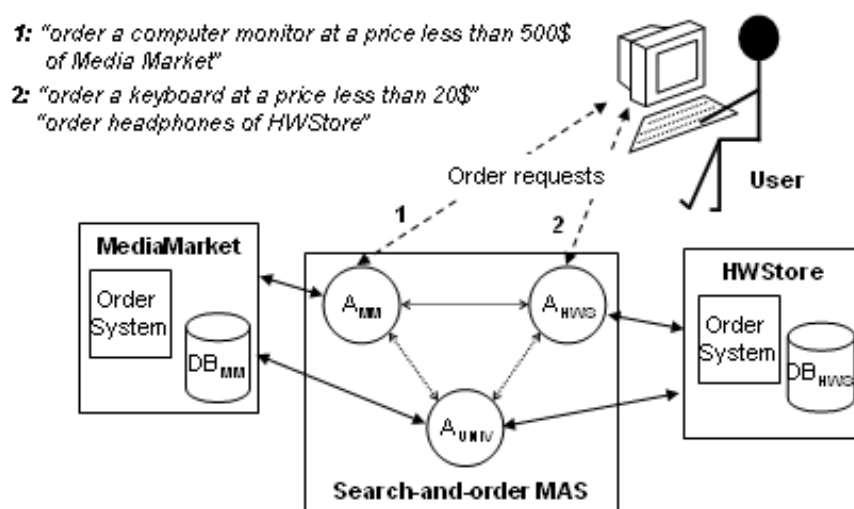 1: "order a computer monitor at a price less than 500$
of Media Market"
2: "order a keyboard at a price less than 20$"
"order headphones of HWStore"
Order requests
User
1
2
MediaMarket
HWStore
Order
System
A MM
A HWS
Order
System
DB MM
DB HWS
A UNIV
Search-and-order MAS